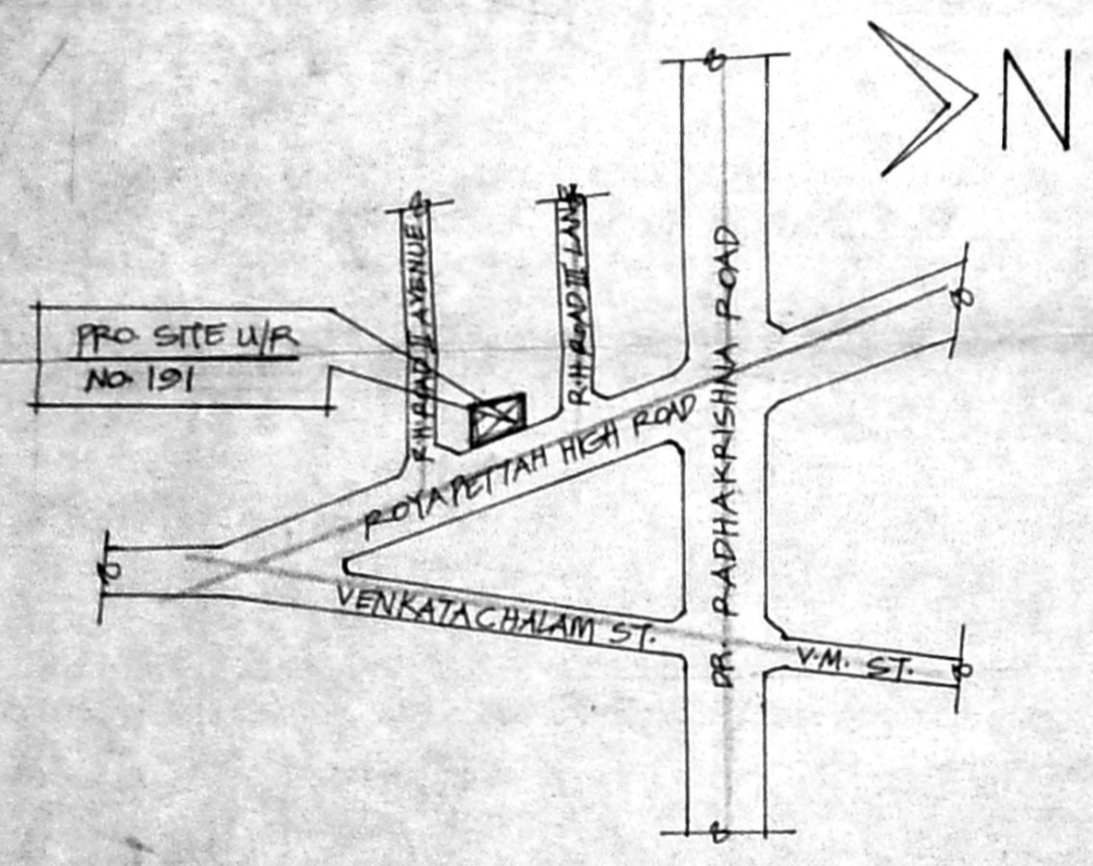 N
R.H ROAD II AVENUE
R.H ROAD III LANE
DR. RADHAKRISHNA ROAD
PRO. SITE U/R
NO. 191
ROYAPETTAH HIGH ROAD
VENKATACHALAM ST.
V.M. ST.